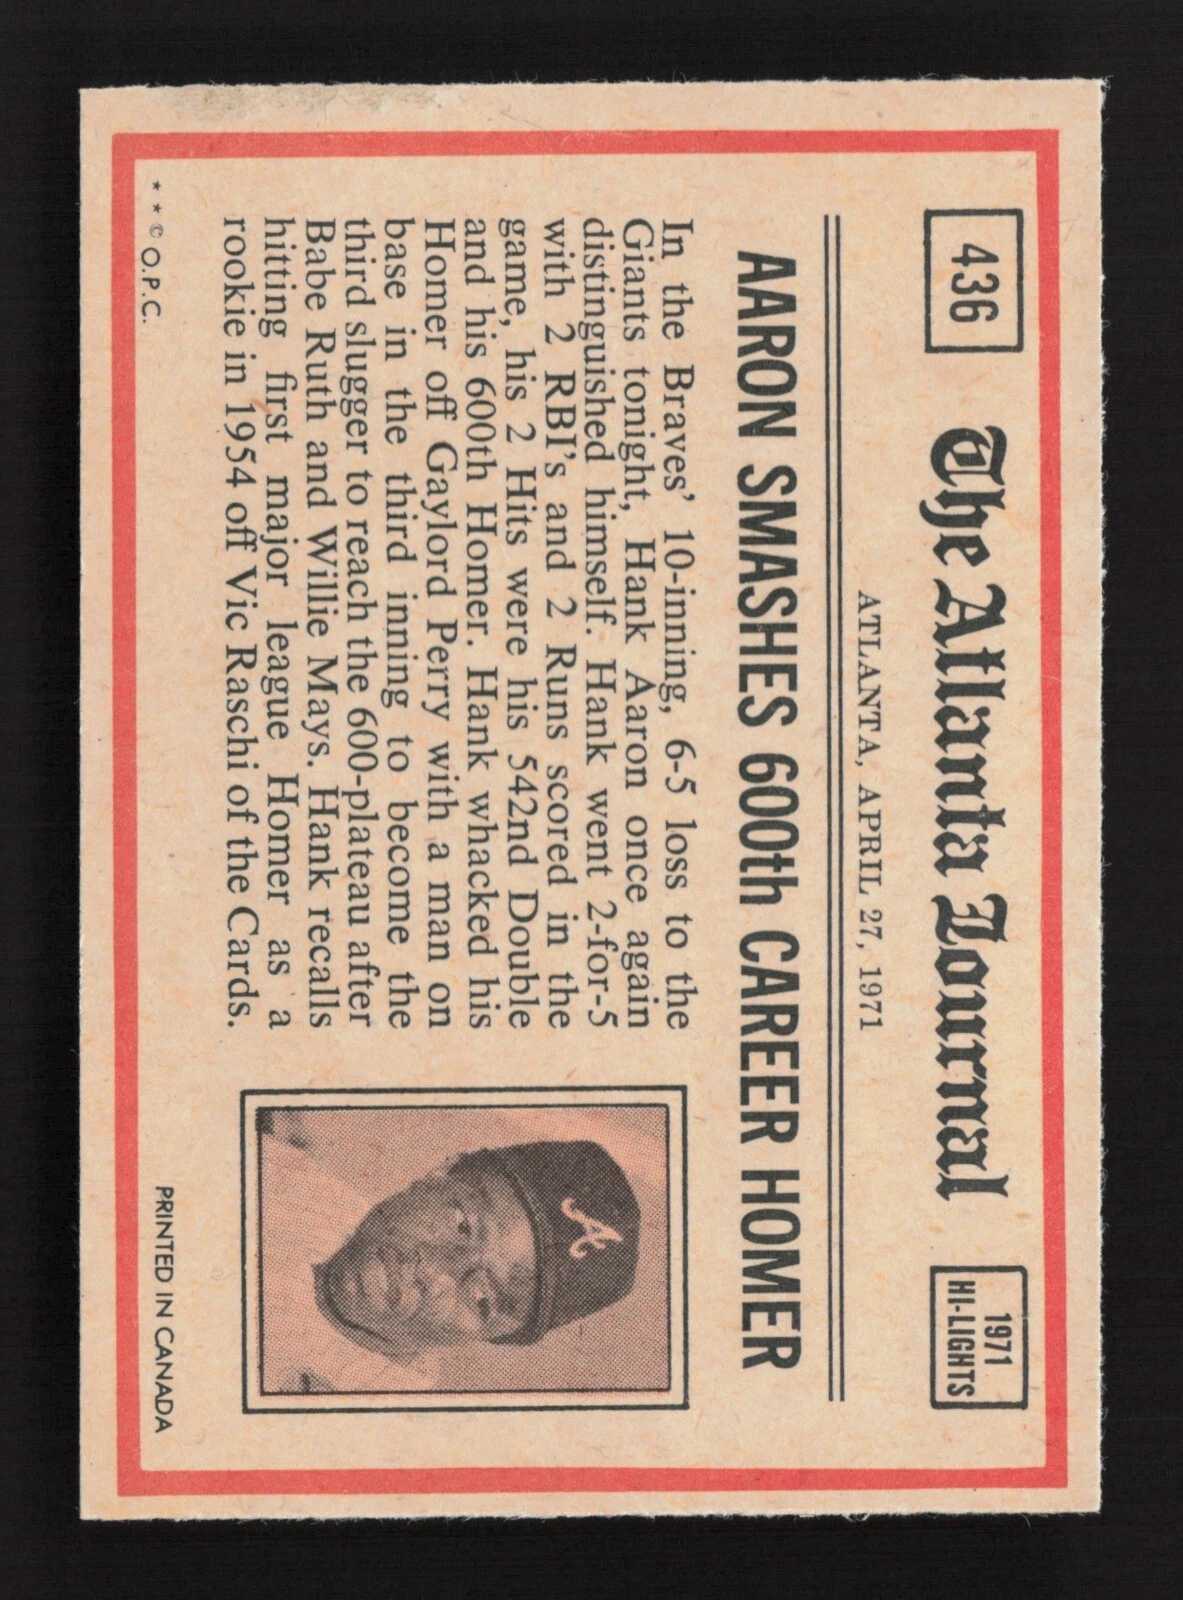 436
The Atlanta Journal
1971
HI-LIGHTS
ATLANTA, APRIL 27, 1971
AARON SMASHES 600th CAREER HOMER
In the Braves' 10-inning, 6-5 loss to the
Giants tonight, Hank Aaron once again
distinguished himself. Hank went 2-for-5
with 2 RBI's and 2 Runs scored in the
game, his 2 Hits were his 542nd Double
and his 600th Homer. Hank whacked his
Homer off Gaylord Perry with a man on
base in the third inning to become the
third slugger to reach the 600-plateau after
Babe Ruth and Willie Mays. Hank recalls
hitting first major league Homer as a
rookie in 1954 off Vic Raschi of the Cards.
A
* * © O.P.C.
PRINTED IN CANADA